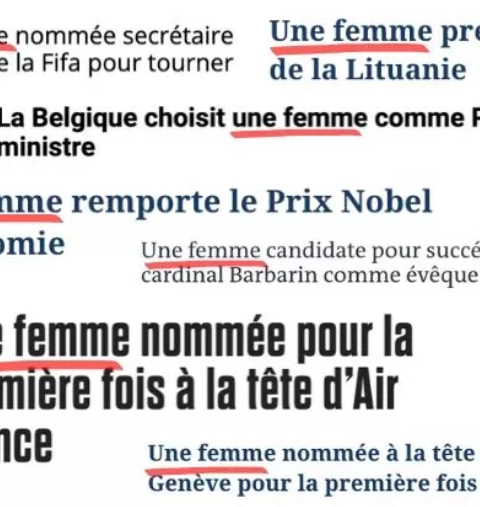 e nommée secrétaire
e la Fifa pour tourner
Une femme pre
de la Lituanie
La Belgique choisit une femme comme P
ministre
mme remporte le Prix Nobel
omie
Une femme candidate pour succé
cardinal Barbarin comme évêque
e femme nommée pour la
mière fois à la tête d'Air
nce
Une femme nommée à la tête
Genève pour la première fois